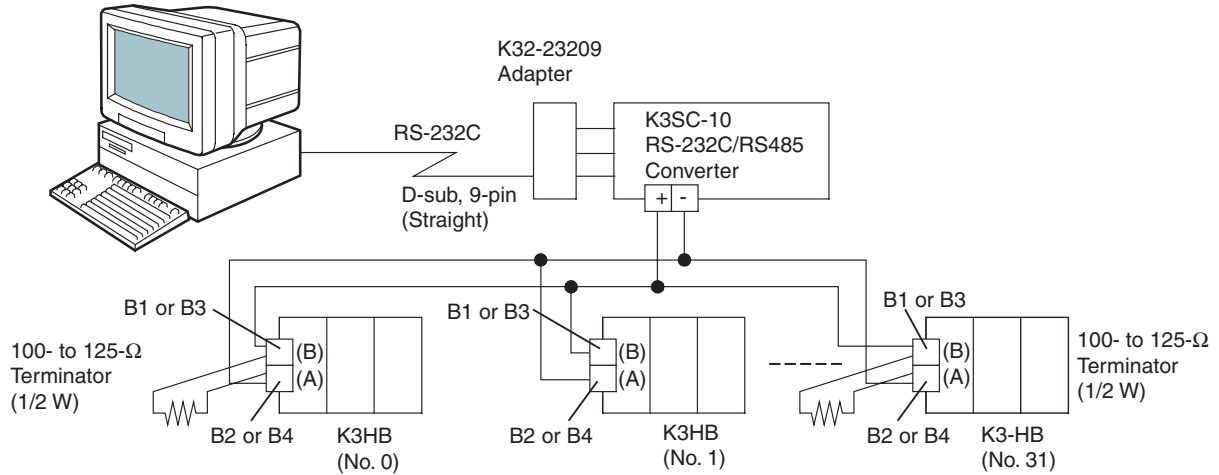 K32-23209
Adapter
K3SC-10
RS-232C/RS485
Converter
RS-232C
D-sub, 9-pin
(Straight)
+ -
B1 or B3
B1 or B3
B1 or B3
100- to 125-Ω
Terminator
(1/2 W)
(B)
(A)
(B)
(A)
(B)
(A)
100- to 125-Ω
Terminator
(1/2 W)
B2 or B4
K3HB
(No. 0)
B2 or B4
K3HB
(No. 1)
B2 or B4
K3-HB
(No. 31)